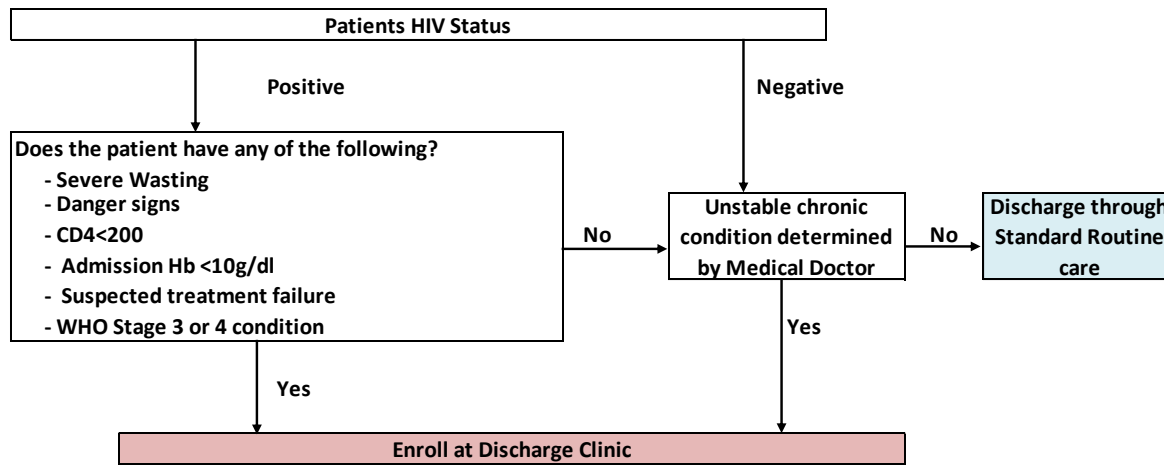 Patients HIV Status
Positive
Negative
Does the patient have any of the following?
- Severe Wasting
- Danger signs
- CD4<200
- Admission Hb <10g/dl
- Suspected treatment failure
- WHO Stage 3 or 4 condition
No
Unstable chronic
condition determined
by Medical Doctor
No
Discharge through
Standard Routine
care
Yes
Yes
Enroll at Discharge Clinic